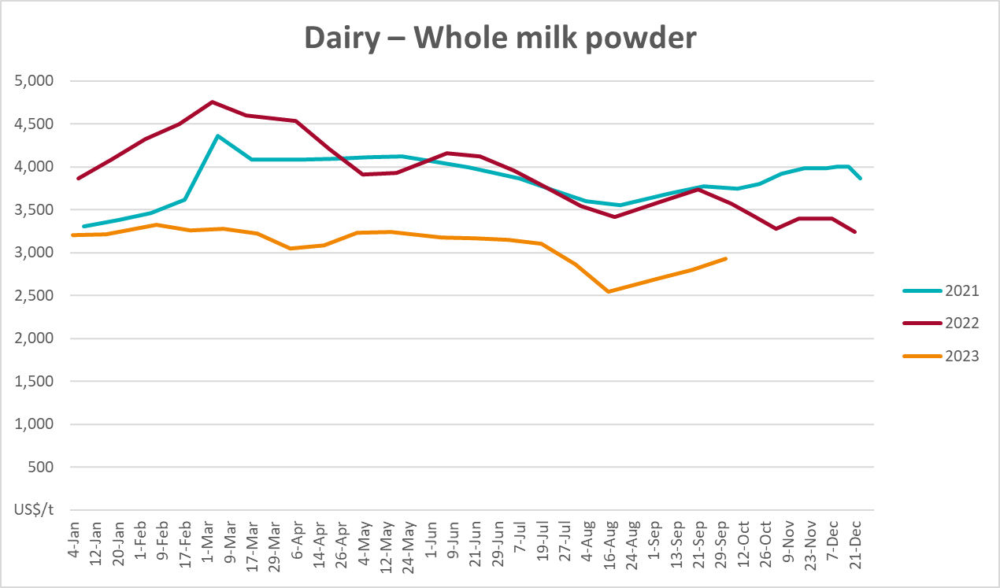 Dairy – Whole milk powder
5,000
4,500
4,000
3,500
3,000
2,500
2,000
1,500
1,000
500
US$/t
4-Jan
12-Jan
20-Jan
1-Feb
9-Feb
17-Feb
1-Mar
9-Mar
17-Mar
29-Mar
6-Apr
14-Apr
26-Apr
4-May
12-May
24-May
1-Jun
9-Jun
21-Jun
29-Jun
7-Jul
19-Jul
27-Jul
4-Aug
16-Aug
24-Aug
1-Sep
13-Sep
21-Sep
29-Sep
12-Oct
26-Oct
9-Nov
23-Nov
7-Dec
21-Dec
2021
2022
2023